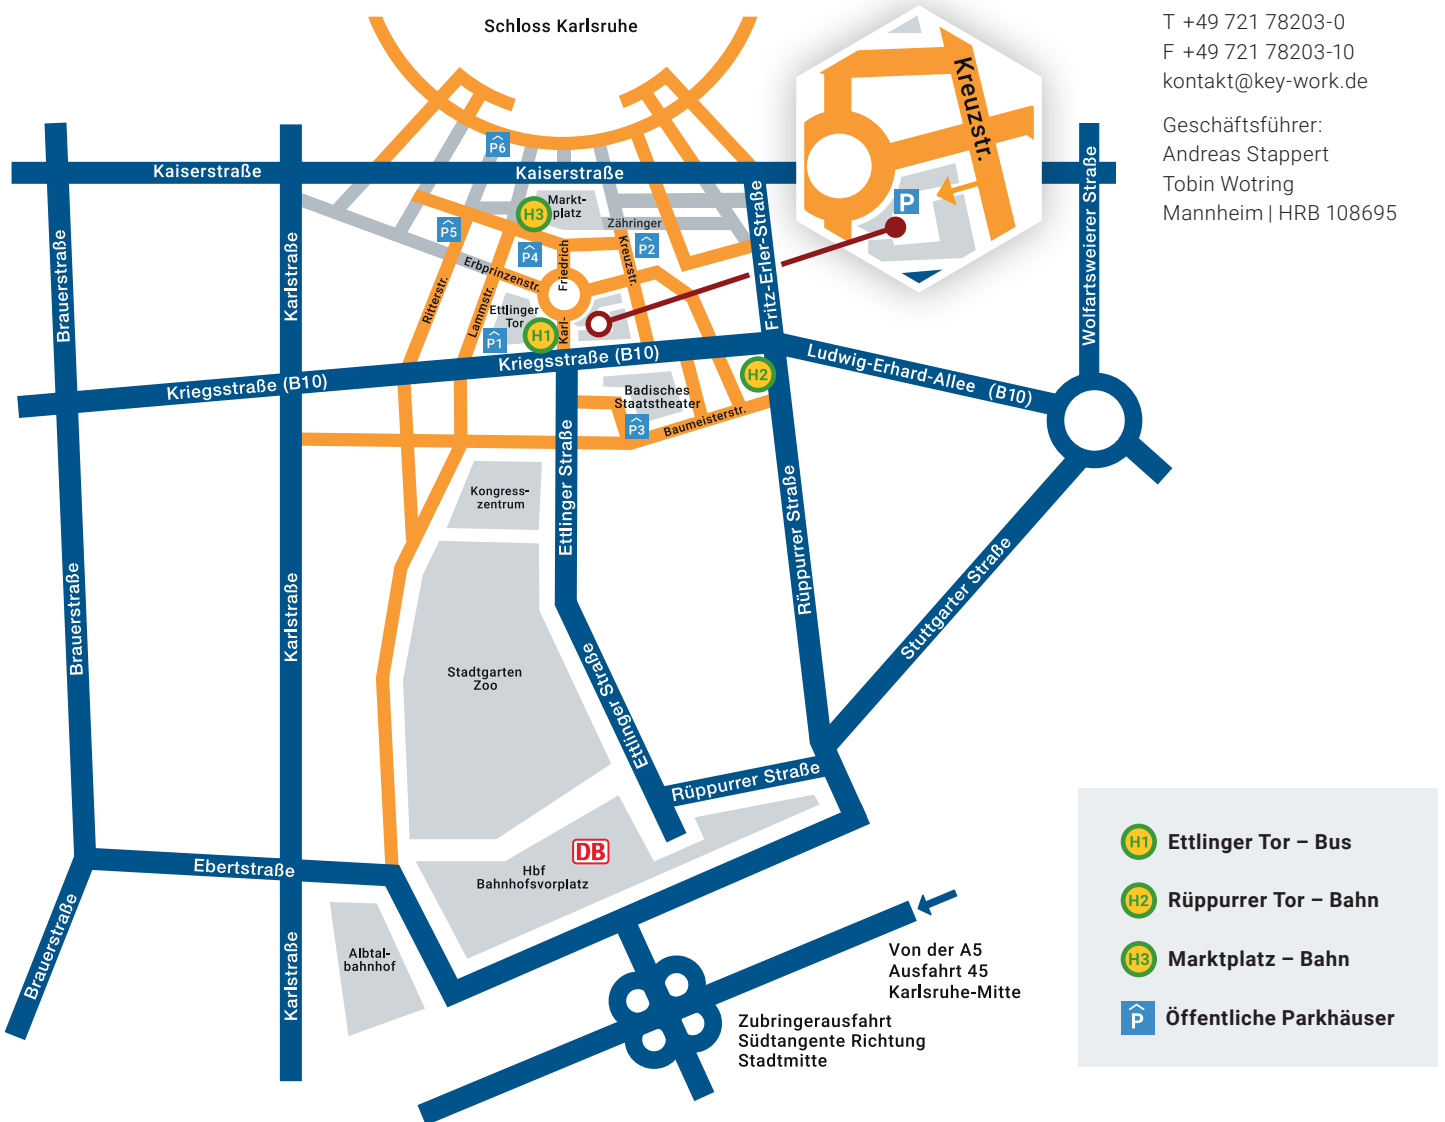 Schloss Karlsruhe
T +49 721 78203-0
F +49 721 78203-10
kontakt@key-work.de
Geschäftsführer:
Andreas Stappert
Tobin Wotring
Mannheim | HRB 108695
Kreuzstr.
P
P6
Kaiserstraße
Kaiserstraße
Markt-
platz
H3
Zähringer
P5
P4
P2
Friedrich
Kreuzstr.
Erbprinzenstr.
Ritterstr.
Lammstr.
Ettlinger
Tor
P1
H1
Karl-
Fritz-Erler-Straße
Wolfartsweierer Straße
Brauerstraße
Karlstraße
Kriegsstraße (B10)
Kriegsstraße (B10)
Ludwig-Erhard-Allee (B10)
H2
Badisches
Staatstheater
P3
Baumeisterstr.
Ettlinger Straße
Rüppurrer Straße
Kongress-
zentrum
Stuttgarter Straße
Brauerstraße
Karlstraße
Stadtgarten
Zoo
Ettlinger Straße
Rüppurrer Straße
Ebertstraße
DB
Hbf
Bahnhofsvorplatz
Brauerstraße
Karlstraße
Albtal-
bahnhof
Von der A5
Ausfahrt 45
Karlsruhe-Mitte
Zubringerausfahrt
Südtangente Richtung
Stadtmitte
H1 Ettlinger Tor – Bus
H2 Rüppurrer Tor – Bahn
H3 Marktplatz – Bahn
P Öffentliche Parkhäuser